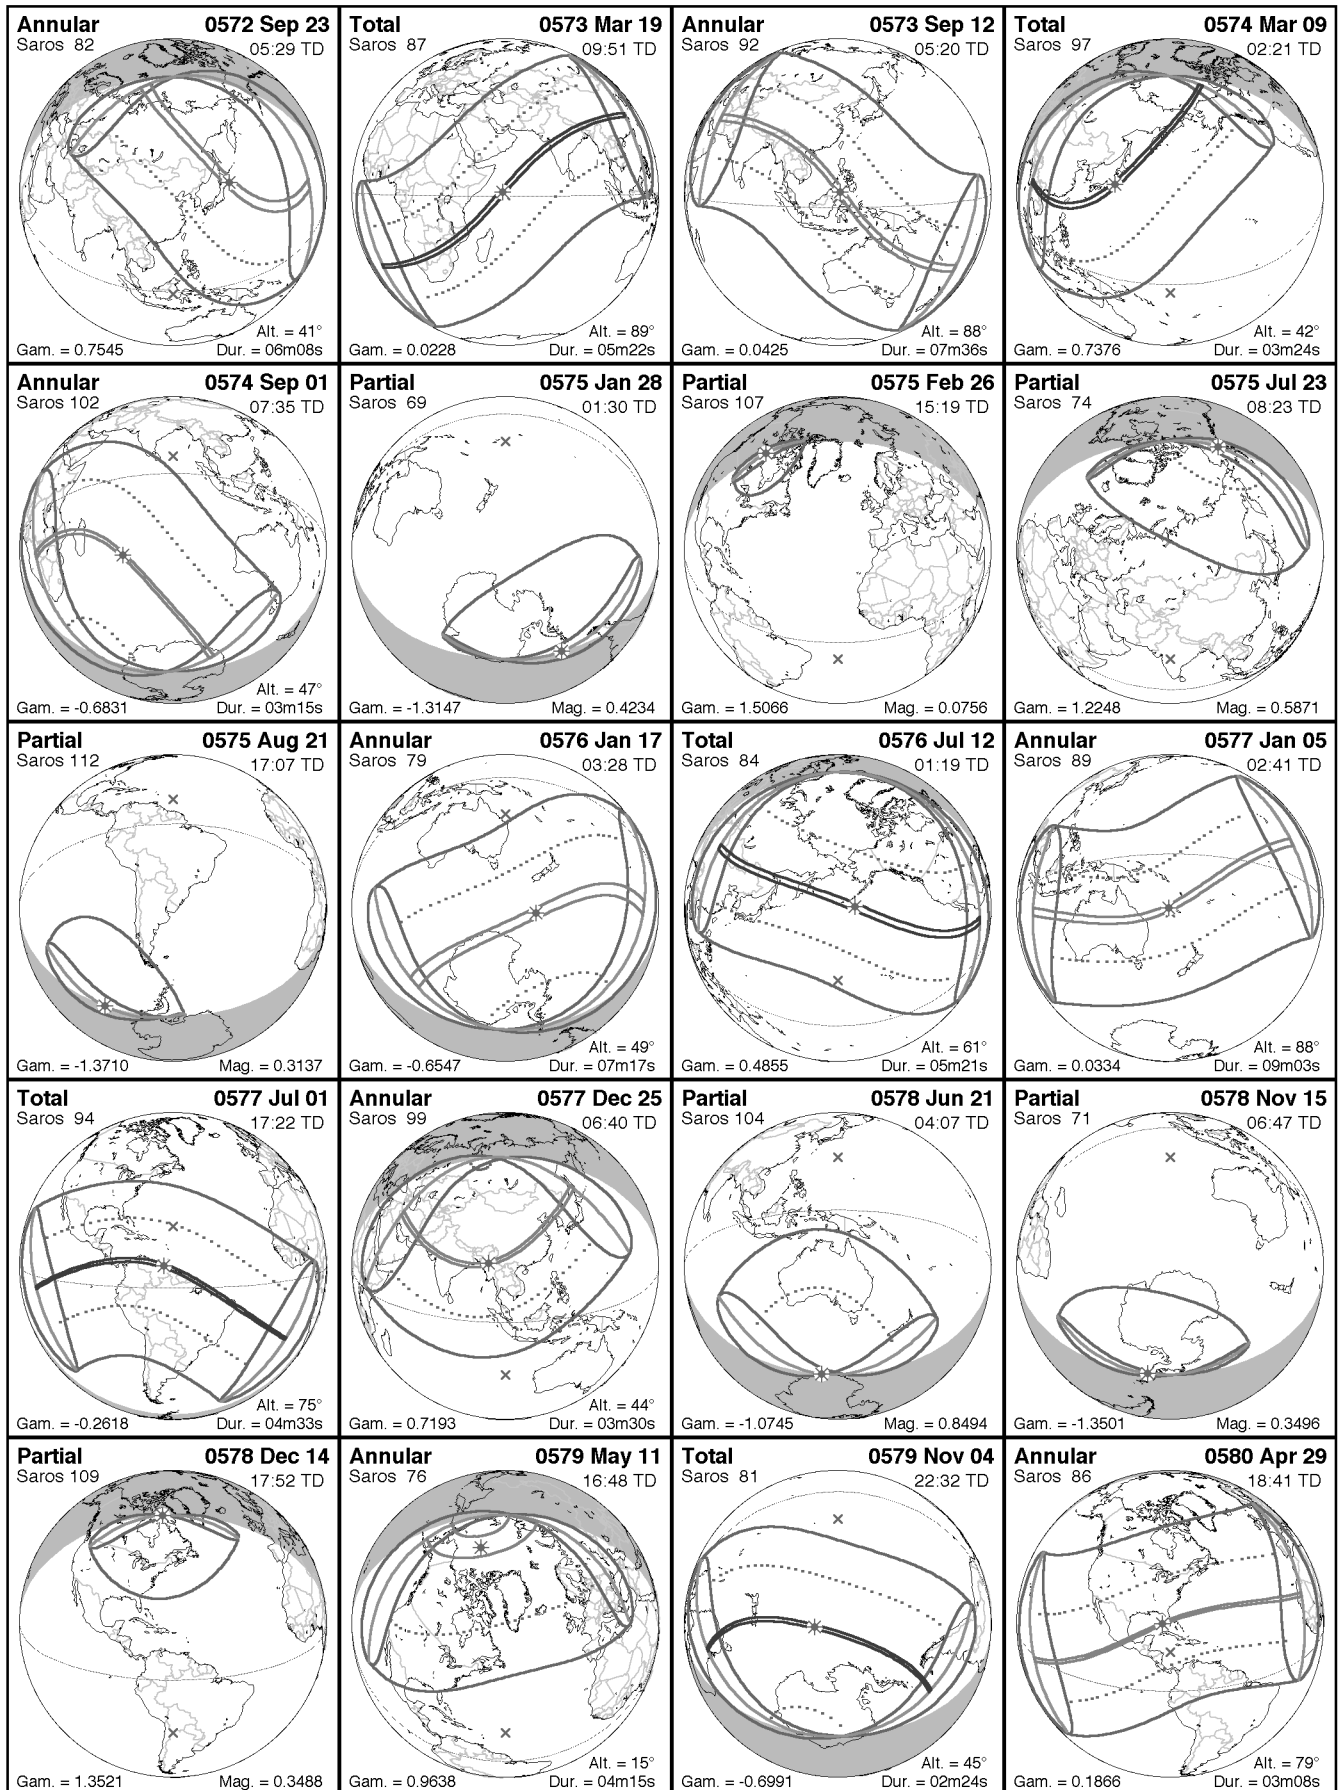 Annular 0572 Sep 23
Saros 82 05:29 TD
Alt. = 41°
Gam. = 0.7545 Dur. = 06m08s
Total 0573 Mar 19
Saros 87 09:51 TD
Alt. = 89°
Gam. = 0.0228 Dur. = 05m22s
Annular 0573 Sep 12
Saros 92 05:20 TD
Alt. = 88°
Gam. = 0.0425 Dur. = 07m36s
Total 0574 Mar 09
Saros 97 02:21 TD
Alt. = 42°
Gam. = 0.7376 Dur. = 03m24s
Annular 0574 Sep 01
Saros 102 07:35 TD
Alt. = 47°
Gam. = -0.6831 Dur. = 03m15s
Partial 0575 Jan 28
Saros 69 01:30 TD
Gam. = -1.3147 Mag. = 0.4234
Partial 0575 Feb 26
Saros 107 15:19 TD
Gam. = 1.5066 Mag. = 0.0756
Partial 0575 Jul 23
Saros 74 08:23 TD
Gam. = 1.2248 Mag. = 0.5871
Partial 0575 Aug 21
Saros 112 17:07 TD
Gam. = -1.3710 Mag. = 0.3137
Annular 0576 Jan 17
Saros 79 03:28 TD
Alt. = 49°
Gam. = -0.6547 Dur. = 07m17s
Total 0576 Jul 12
Saros 84 01:19 TD
Alt. = 61°
Gam. = 0.4855 Dur. = 05m21s
Annular 0577 Jan 05
Saros 89 02:41 TD
Alt. = 88°
Gam. = 0.0334 Dur. = 09m03s
Total 0577 Jul 01
Saros 94 17:22 TD
Alt. = 75°
Gam. = -0.2618 Dur. = 04m33s
Annular 0577 Dec 25
Saros 99 06:40 TD
Alt. = 44°
Gam. = 0.7193 Dur. = 03m30s
Partial 0578 Jun 21
Saros 104 04:07 TD
Gam. = -1.0745 Mag. = 0.8494
Partial 0578 Nov 15
Saros 71 06:47 TD
Gam. = -1.3501 Mag. = 0.3496
Partial 0578 Dec 14
Saros 109 17:52 TD
Gam. = 1.3521 Mag. = 0.3488
Annular 0579 May 11
Saros 76 16:48 TD
Alt. = 15°
Gam. = 0.9638 Dur. = 04m15s
Total 0579 Nov 04
Saros 81 22:32 TD
Alt. = 45°
Gam. = -0.6991 Dur. = 02m24s
Annular 0580 Apr 29
Saros 86 18:41 TD
Alt. = 79°
Gam. = 0.1866 Dur. = 03m08s